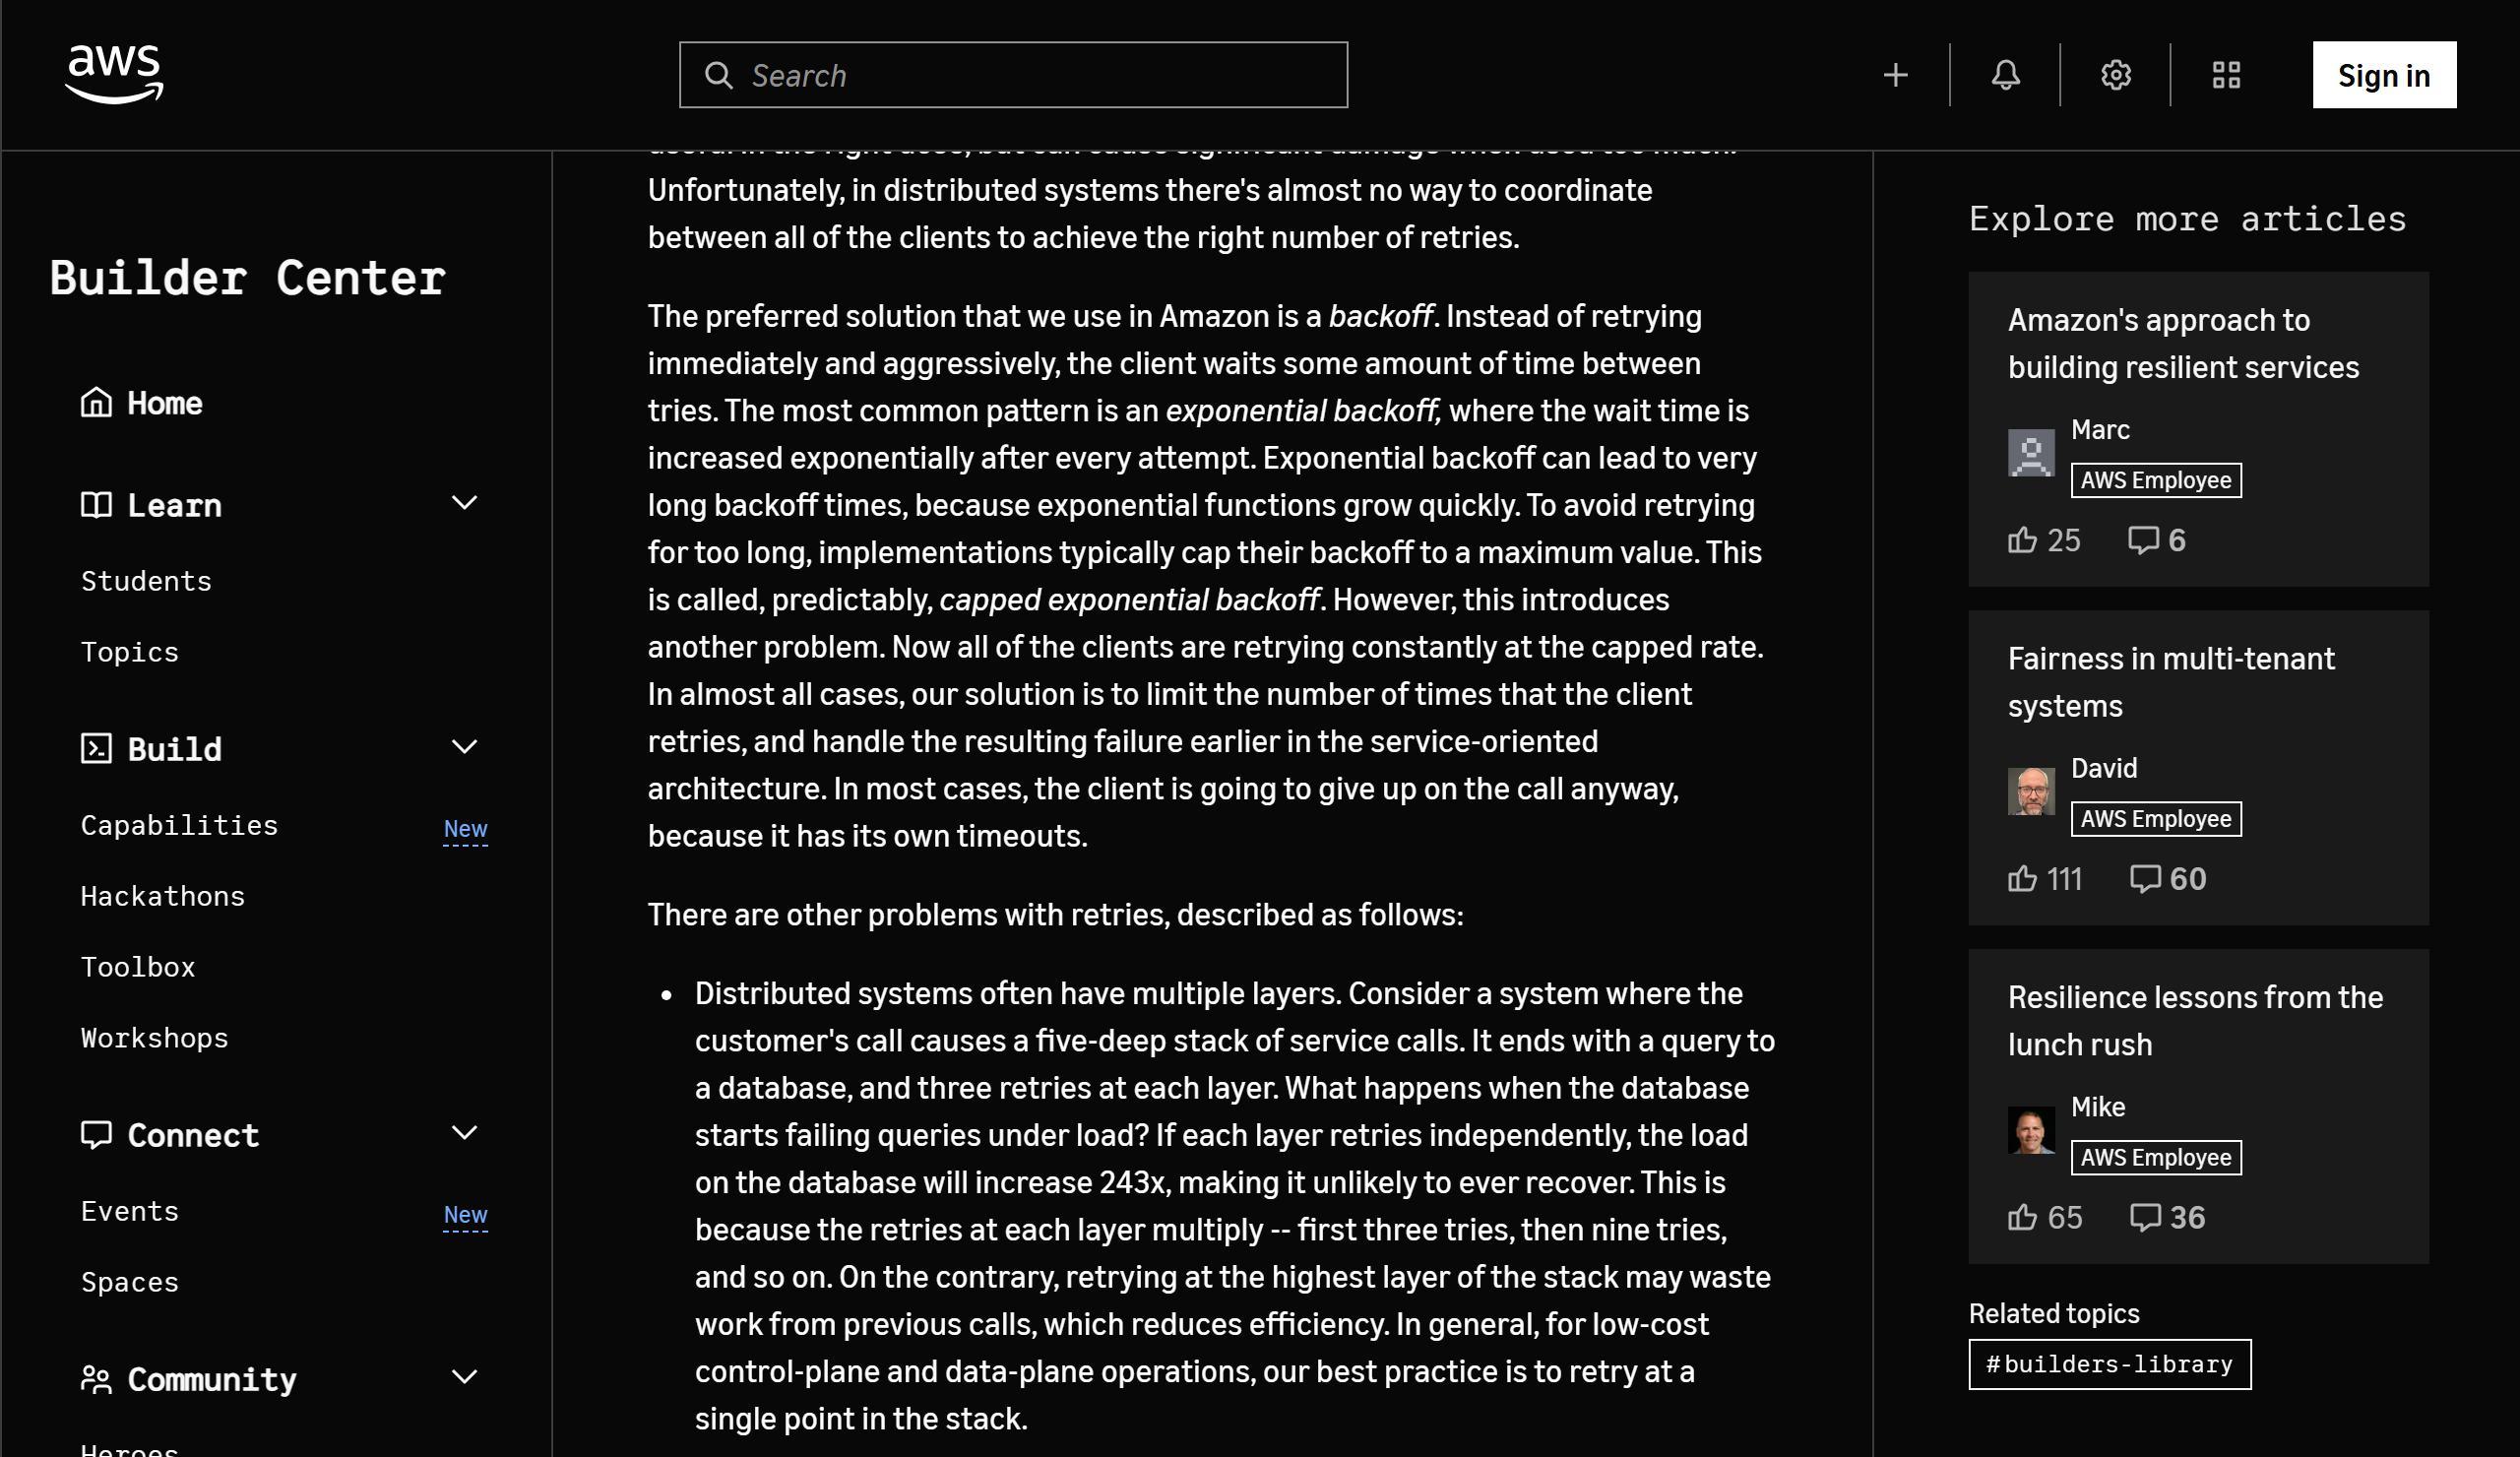 aws
Search
Sign in
Builder Center
Home
Learn
Students
Topics
Build
Capabilities
New
Hackathons
Toolbox
Workshops
Connect
Events
New
Spaces
Community
Heroes
useful in the right dose, but can cause significant damage when used too much.
Unfortunately, in distributed systems there's almost no way to coordinate
between all of the clients to achieve the right number of retries.
The preferred solution that we use in Amazon is a backoff. Instead of retrying
immediately and aggressively, the client waits some amount of time between
tries. The most common pattern is an exponential backoff, where the wait time is
increased exponentially after every attempt. Exponential backoff can lead to very
long backoff times, because exponential functions grow quickly. To avoid retrying
for too long, implementations typically cap their backoff to a maximum value. This
is called, predictably, capped exponential backoff. However, this introduces
another problem. Now all of the clients are retrying constantly at the capped rate.
In almost all cases, our solution is to limit the number of times that the client
retries, and handle the resulting failure earlier in the service-oriented
architecture. In most cases, the client is going to give up on the call anyway,
because it has its own timeouts.
There are other problems with retries, described as follows:
• Distributed systems often have multiple layers. Consider a system where the
customer's call causes a five-deep stack of service calls. It ends with a query to
a database, and three retries at each layer. What happens when the database
starts failing queries under load? If each layer retries independently, the load
on the database will increase 243x, making it unlikely to ever recover. This is
because the retries at each layer multiply -- first three tries, then nine tries,
and so on. On the contrary, retrying at the highest layer of the stack may waste
work from previous calls, which reduces efficiency. In general, for low-cost
control-plane and data-plane operations, our best practice is to retry at a
single point in the stack.
Explore more articles
Amazon's approach to
building resilient services
Marc
AWS Employee
25 6
Fairness in multi-tenant
systems
David
AWS Employee
111 60
Resilience lessons from the
lunch rush
Mike
AWS Employee
65 36
Related topics
#builders-library